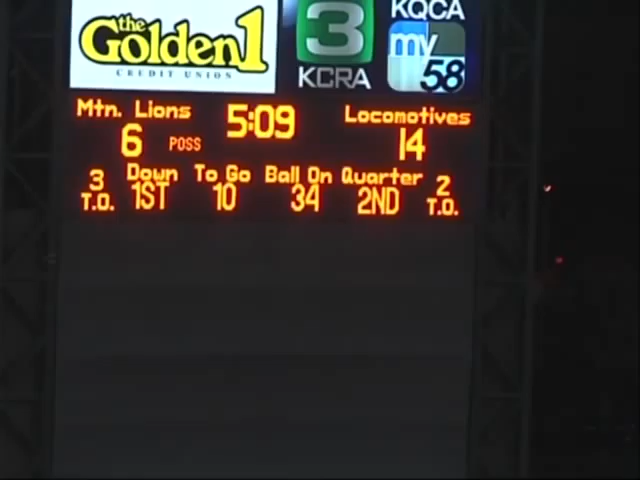 the
Golden1
CREDIT UNION
3
KCRA
KQCA
my
58
Mtn. Lions 5:09 Locomotives
6 POSS 14
3 Down To Go Ball On Quarter 2
T.O. 1ST 10 34 2ND T.O.